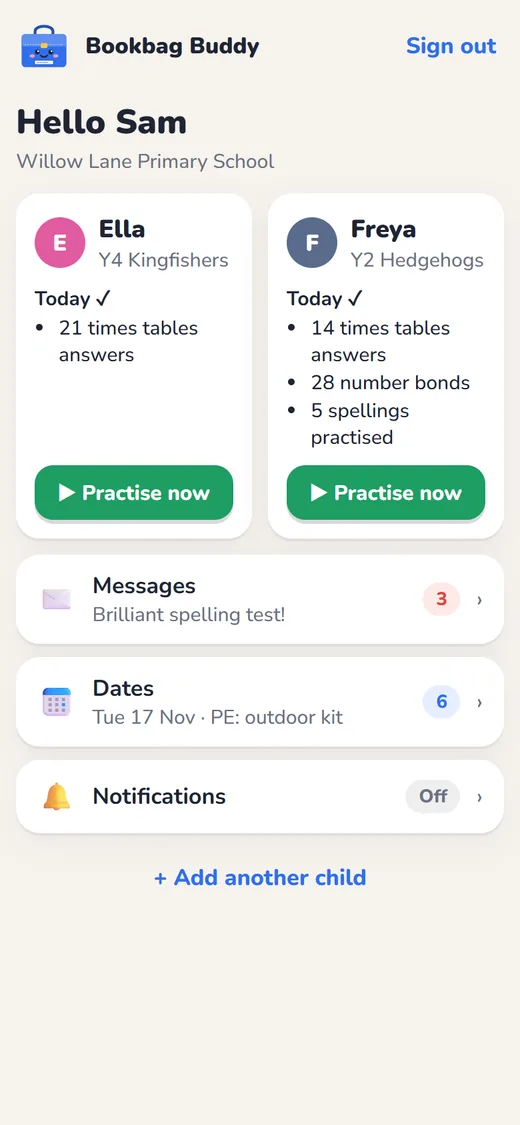 Bookbag Buddy
Sign out
Hello Sam
Willow Lane Primary School
E
Ella
Y4 Kingfishers
Today ✓
• 21 times tables
answers
▶ Practise now
F
Freya
Y2 Hedgehogs
Today ✓
• 14 times tables
answers
• 28 number bonds
• 5 spellings
practised
▶ Practise now
Messages
Brilliant spelling test!
3 ›
Dates
Tue 17 Nov · PE: outdoor kit
6 ›
Notifications
Off ›
+ Add another child